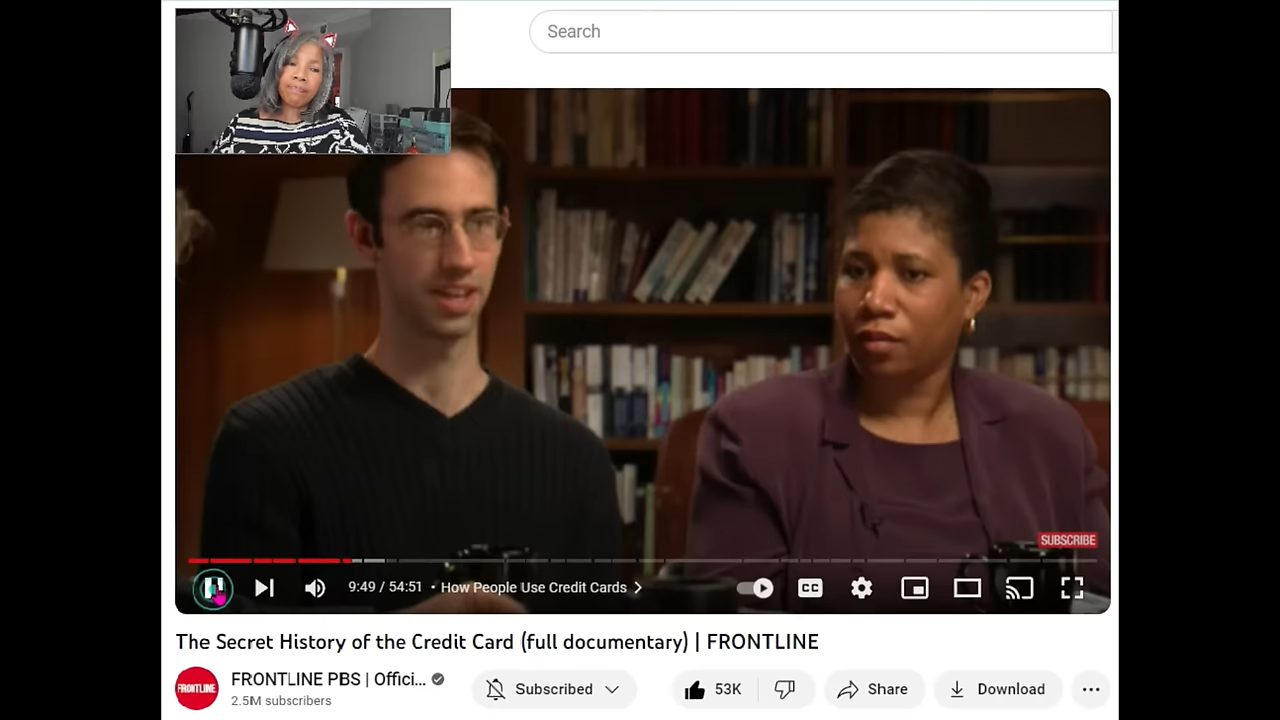 Search
SUBSCRIBE
9:49 / 54:51 • How People Use Credit Cards
CC
The Secret History of the Credit Card (full documentary) | FRONTLINE
FRONTLINE
FRONTLINE PBS | Offici...
2.5M subscribers
Subscribed
53K
Share
Download